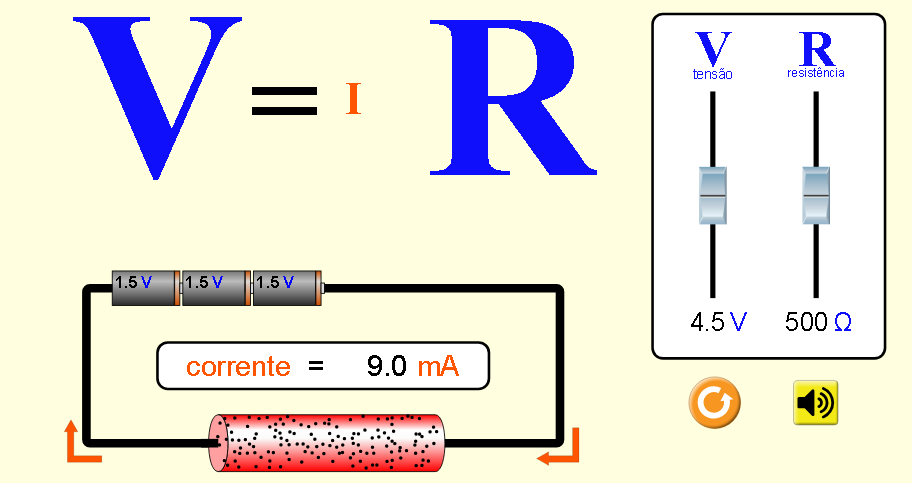 V = I R
V R
tensão resistência
4.5 V 500 Ω
1.5 V 1.5 V 1.5 V
corrente = 9.0 mA